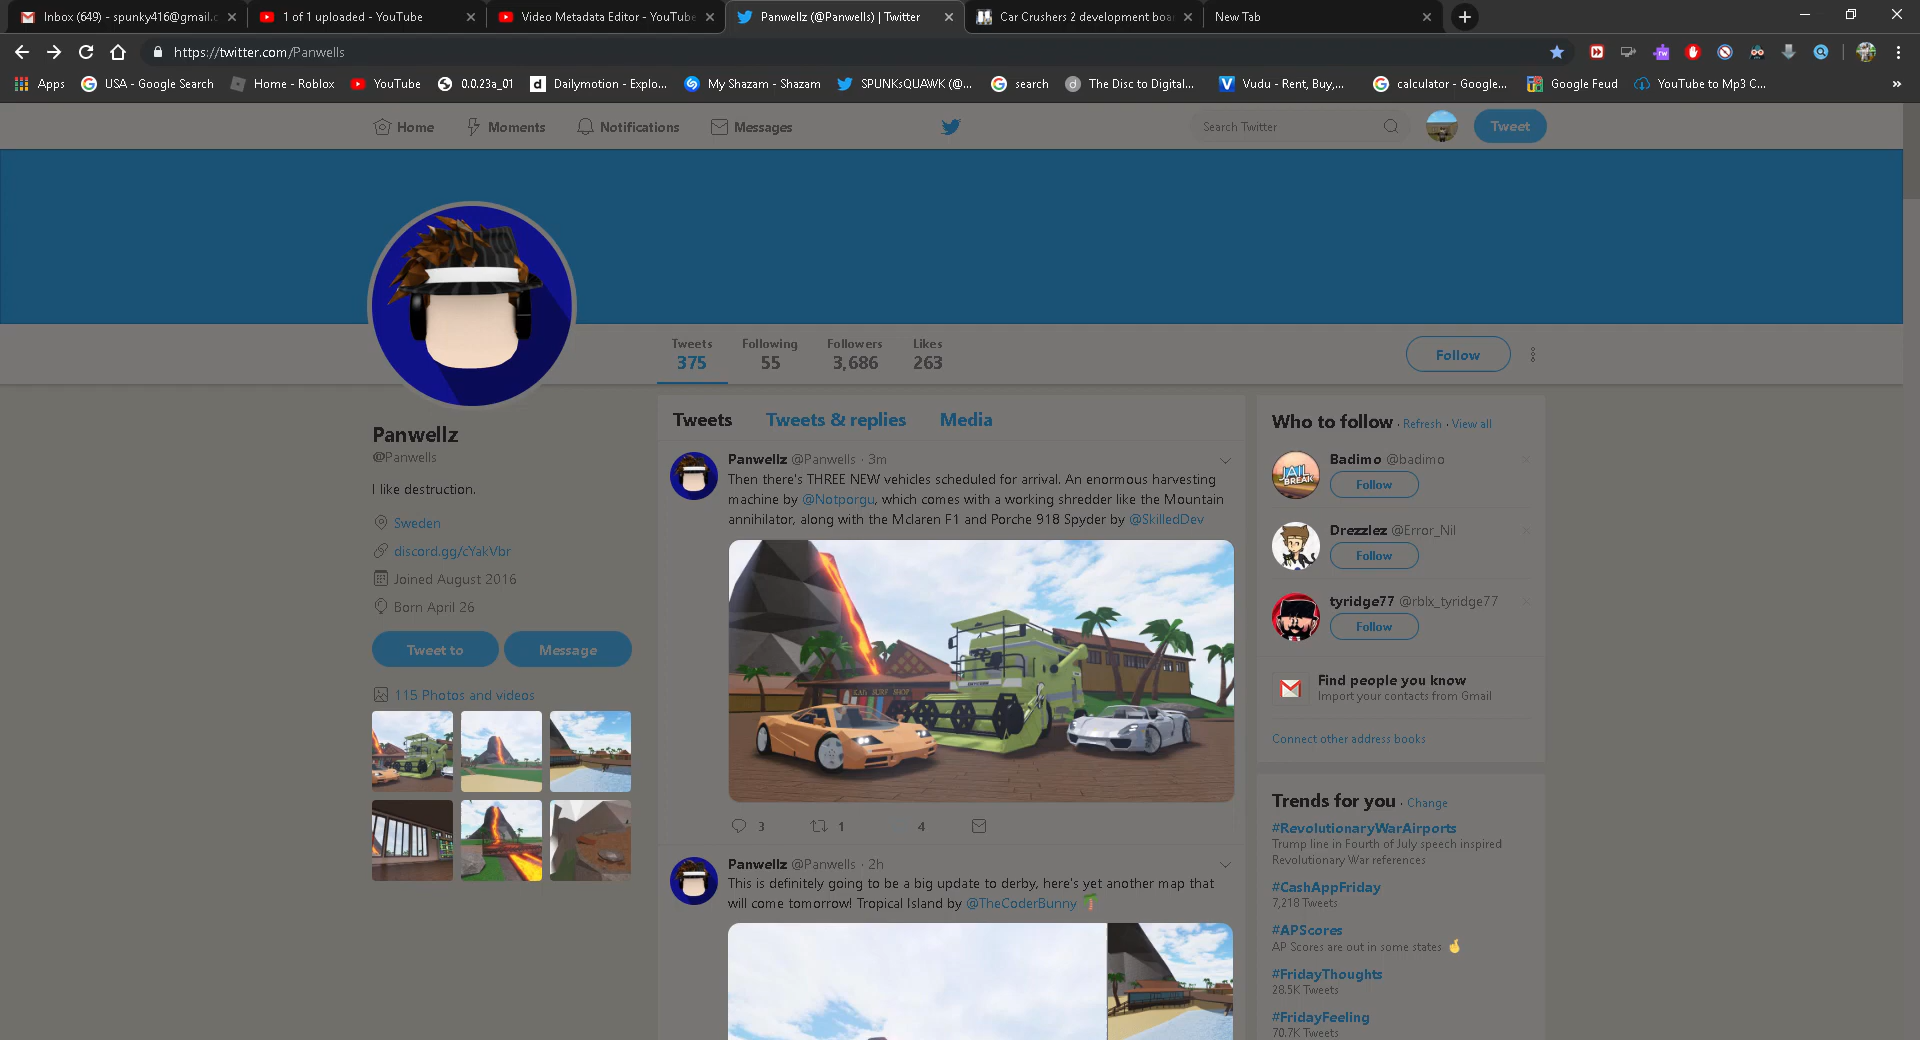 Inbox (649) - spunky416@gmail.c
1 of 1 uploaded - YouTube
Video Metadata Editor - YouTube
Panwellz (@Panwells) | Twitter
Car Crushers 2 development boa
New Tab
https://twitter.com/Panwells
Apps
USA - Google Search
Home - Roblox
YouTube
0.0.23a_01
Dailymotion - Explo...
My Shazam - Shazam
SPUNKsQUAWK (@...
search
The Disc to Digital...
Vudu - Rent, Buy,...
calculator - Google...
Google Feud
YouTube to Mp3 C...
Home
Moments
Notifications
Messages
Search Twitter
Tweet
Tweets
375
Following
55
Followers
3,686
Likes
263
Follow
Panwellz
@Panwells
I like destruction.
Sweden
discord.gg/cYakVbr
Joined August 2016
Born April 26
Tweet to
Message
115 Photos and videos
Tweets
Tweets & replies
Media
Panwellz @Panwells · 3m
Then there's THREE NEW vehicles scheduled for arrival. An enormous harvesting
machine by @Notporgu, which comes with a working shredder like the Mountain
annihilator, along with the Mclaren F1 and Porche 918 Spyder by @SkilledDev
SURF SHOP
3
1
4
Panwellz @Panwells · 2h
This is definitely going to be a big update to derby, here's yet another map that
will come tomorrow! Tropical Island by @TheCoderBunny 🌴
Who to follow · Refresh · View all
JAIL
BREAK
Badimo @badimo
Follow
Drezzlez @Error_Nil
Follow
tyridge77 @rblx_tyridge77
Follow
Find people you know
Import your contacts from Gmail
Connect other address books
Trends for you · Change
#RevolutionaryWarAirports
Trump line in Fourth of July speech inspired
Revolutionary War references
#CashAppFriday
7,218 Tweets
#APScores
AP Scores are out in some states
#FridayThoughts
28.5K Tweets
#FridayFeeling
70.7K Tweets